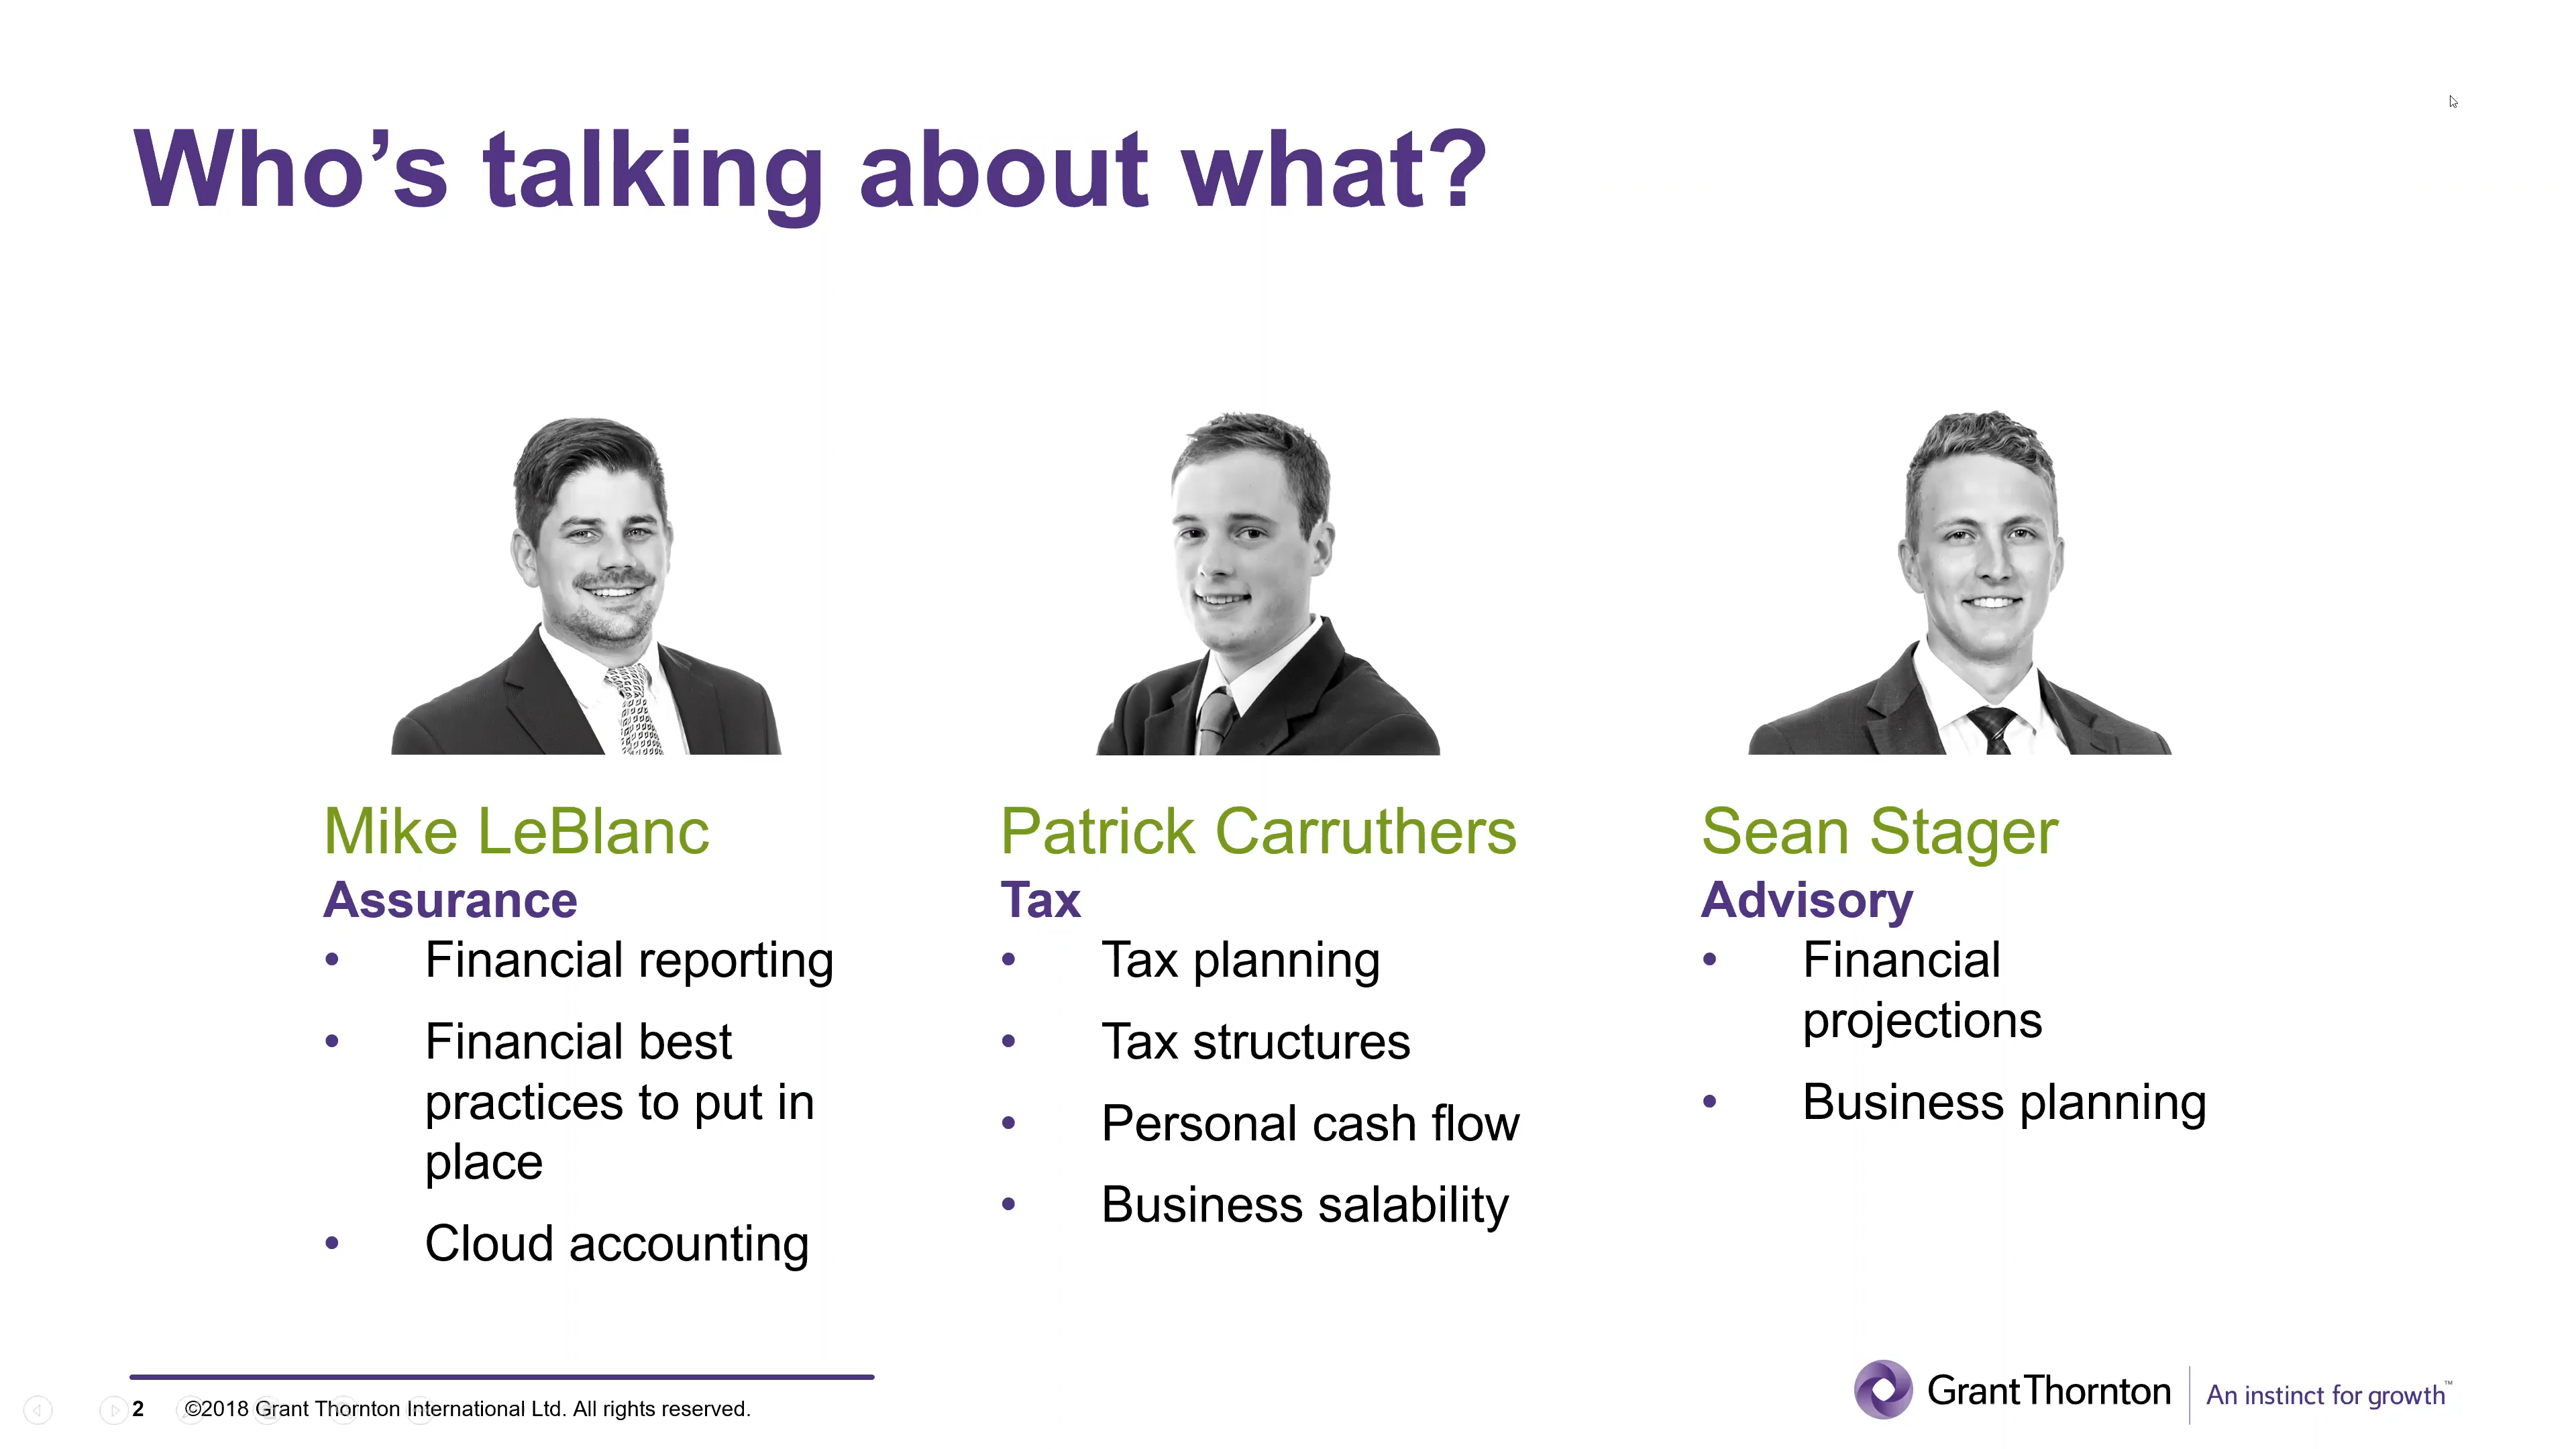 Who’s talking about what?
Mike LeBlanc
Assurance
• Financial reporting
• Financial best
practices to put in
place
• Cloud accounting
Patrick Carruthers
Tax
• Tax planning
• Tax structures
• Personal cash flow
• Business salability
Sean Stager
Advisory
• Financial
projections
• Business planning
2 ©2018 Grant Thornton International Ltd. All rights reserved.
Grant Thornton | An instinct for growth™